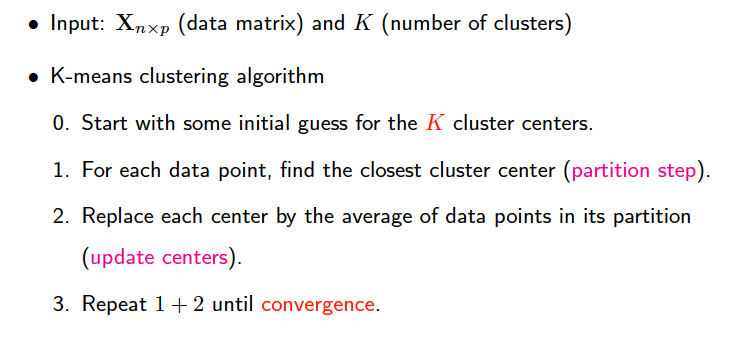 • Input: X_{n×p} (data matrix) and K (number of clusters)
• K-means clustering algorithm
0. Start with some initial guess for the K cluster centers.
1. For each data point, find the closest cluster center (partition step).
2. Replace each center by the average of data points in its partition
(update centers).
3. Repeat 1 + 2 until convergence.